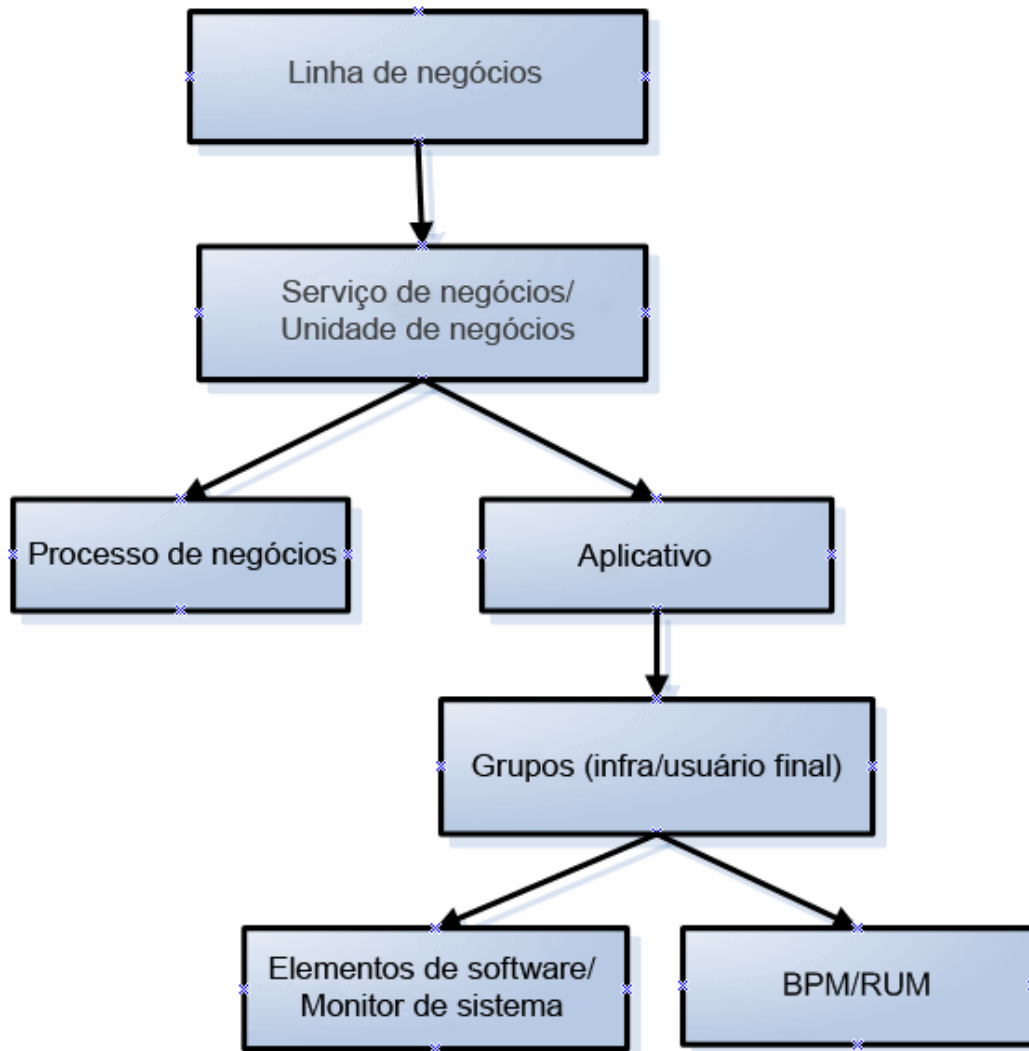 Linha de negócios
Serviço de negócios/
Unidade de negócios
Processo de negócios
Aplicativo
Grupos (infra/usuário final)
Elementos de software/
Monitor de sistema
BPM/RUM